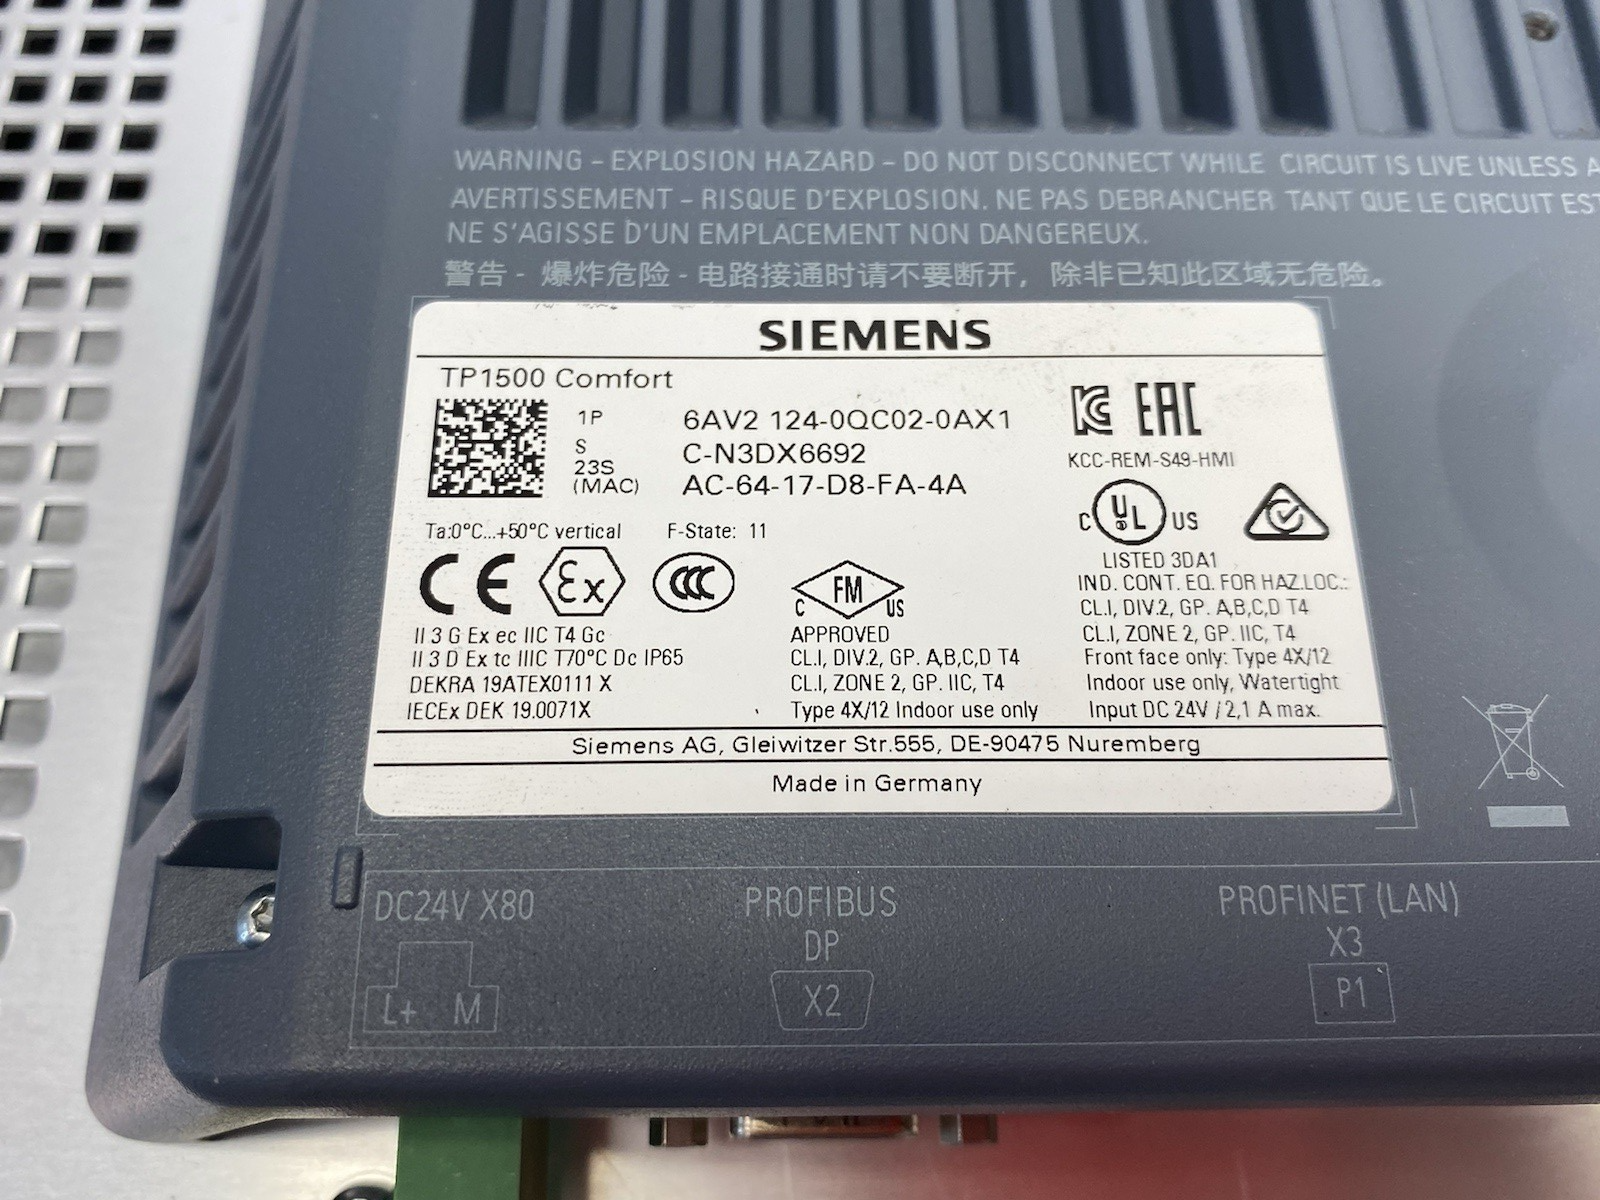 WARNING – EXPLOSION HAZARD – DO NOT DISCONNECT WHILE CIRCUIT IS LIVE UNLESS A
AVERTISSEMENT – RISQUE D'EXPLOSION. NE PAS DEBRANCHER TANT QUE LE CIRCUIT EST
NE S'AGISSE D'UN EMPLACEMENT NON DANGEREUX.
警告 - 爆炸危险 - 电路接通时请不要断开，除非已知此区域无危险。
SIEMENS
TP1500 Comfort
1P 6AV2 124-0QC02-0AX1
S C-N3DX6692
23S
(MAC) AC-64-17-D8-FA-4A
KC EAC
KCC-REM-S49-HMI
Ta:0°C...+50°C vertical F-State: 11
C UL US
LISTED 3DA1
IND. CONT. EQ. FOR HAZ.LOC.:
CL.I, DIV.2, GP. A,B,C,D T4
CL.I, ZONE 2, GP. IIC, T4
Front face only: Type 4X/12
Indoor use only, Watertight
Input DC 24V / 2,1 A max.
CE Ex CCC
II 3 G Ex ec IIC T4 Gc
II 3 D Ex tc IIIC T70°C Dc IP65
DEKRA 19ATEX0111 X
IECEx DEK 19.0071X
C FM US
APPROVED
CL.I, DIV.2, GP. A,B,C,D T4
CL.I, ZONE 2, GP. IIC, T4
Type 4X/12 Indoor use only
Siemens AG, Gleiwitzer Str.555, DE-90475 Nuremberg
Made in Germany
DC24V X80
L+ M
PROFIBUS
DP
X2
PROFINET (LAN)
X3
P1